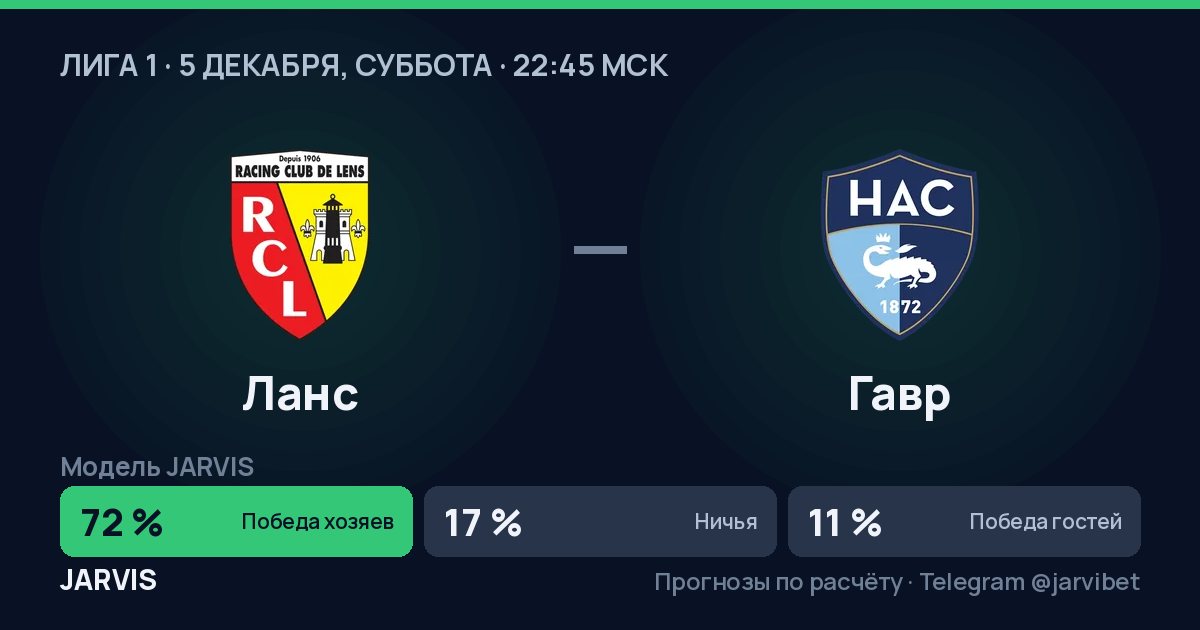 ЛИГА 1 · 5 ДЕКАБРЯ, СУББОТА · 22:45 МСК
Depuis 1906
RACING CLUB DE LENS
R
C
L
HAC
1872
Ланс
Гавр
Модель JARVIS
72 % Победа хозяев
17 % Ничья
11 % Победа гостей
JARVIS
Прогнозы по расчёту · Telegram @jarvibet